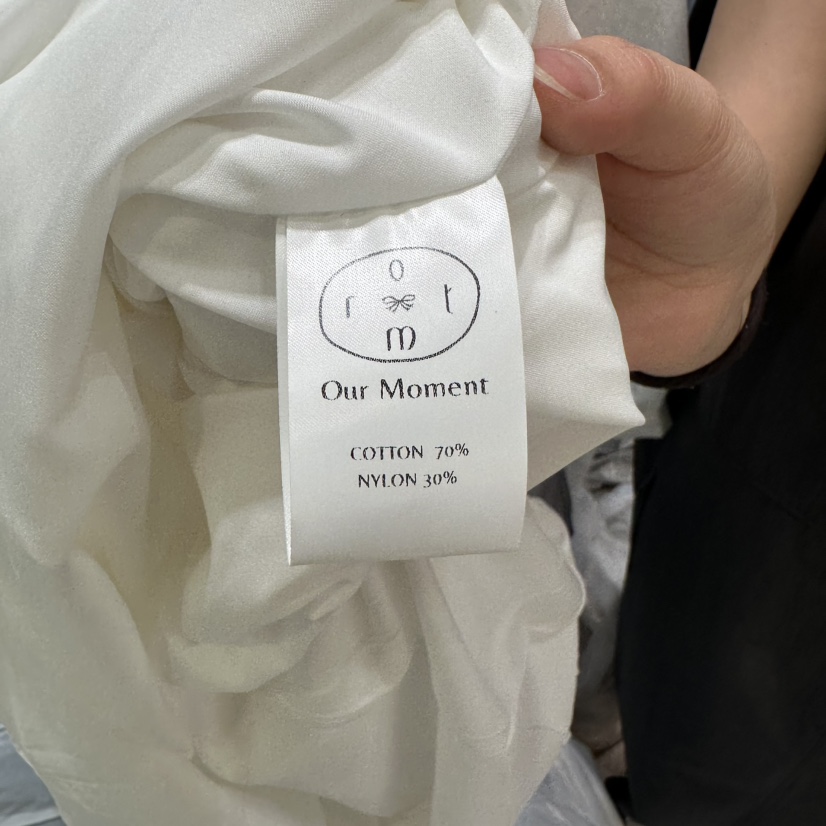 o
r t
m
Our Moment
COTTON 70%
NYLON 30%